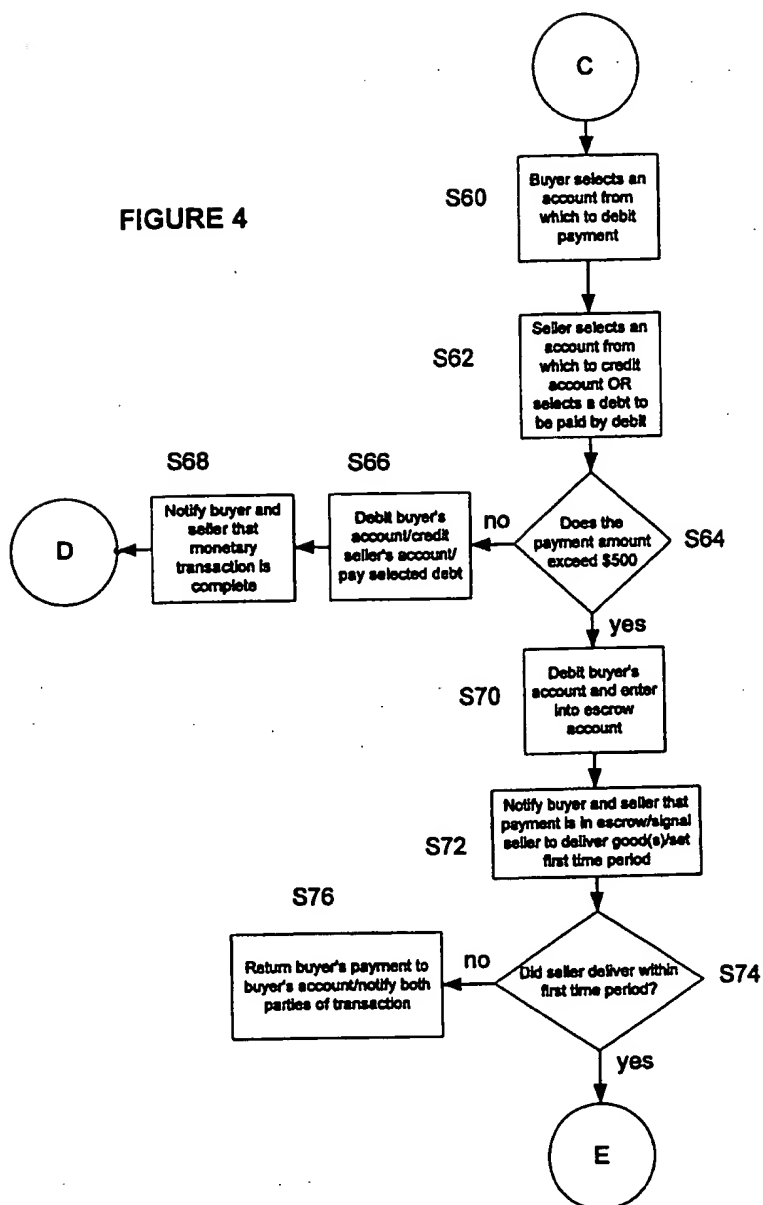 C
FIGURE 4
S60
Buyer selects an
account from
which to debit
payment
S62
Seller selects an
account from
which to credit
account OR
selects a debt to
be paid by debit
S68
S66
D
Notify buyer and
seller that
monetary
transaction is
complete
Debit buyer's
account/credit
seller's account/
pay selected debt
no
Does the
payment amount
exceed $500
S64
yes
S70
Debit buyer's
account and enter
into escrow
account
S72
Notify buyer and seller that
payment is in escrow/signal
seller to deliver good(s)/set
first time period
S76
Return buyer's payment to
buyer's account/notify both
parties of transaction
no
Did seller deliver within
first time period?
S74
yes
E